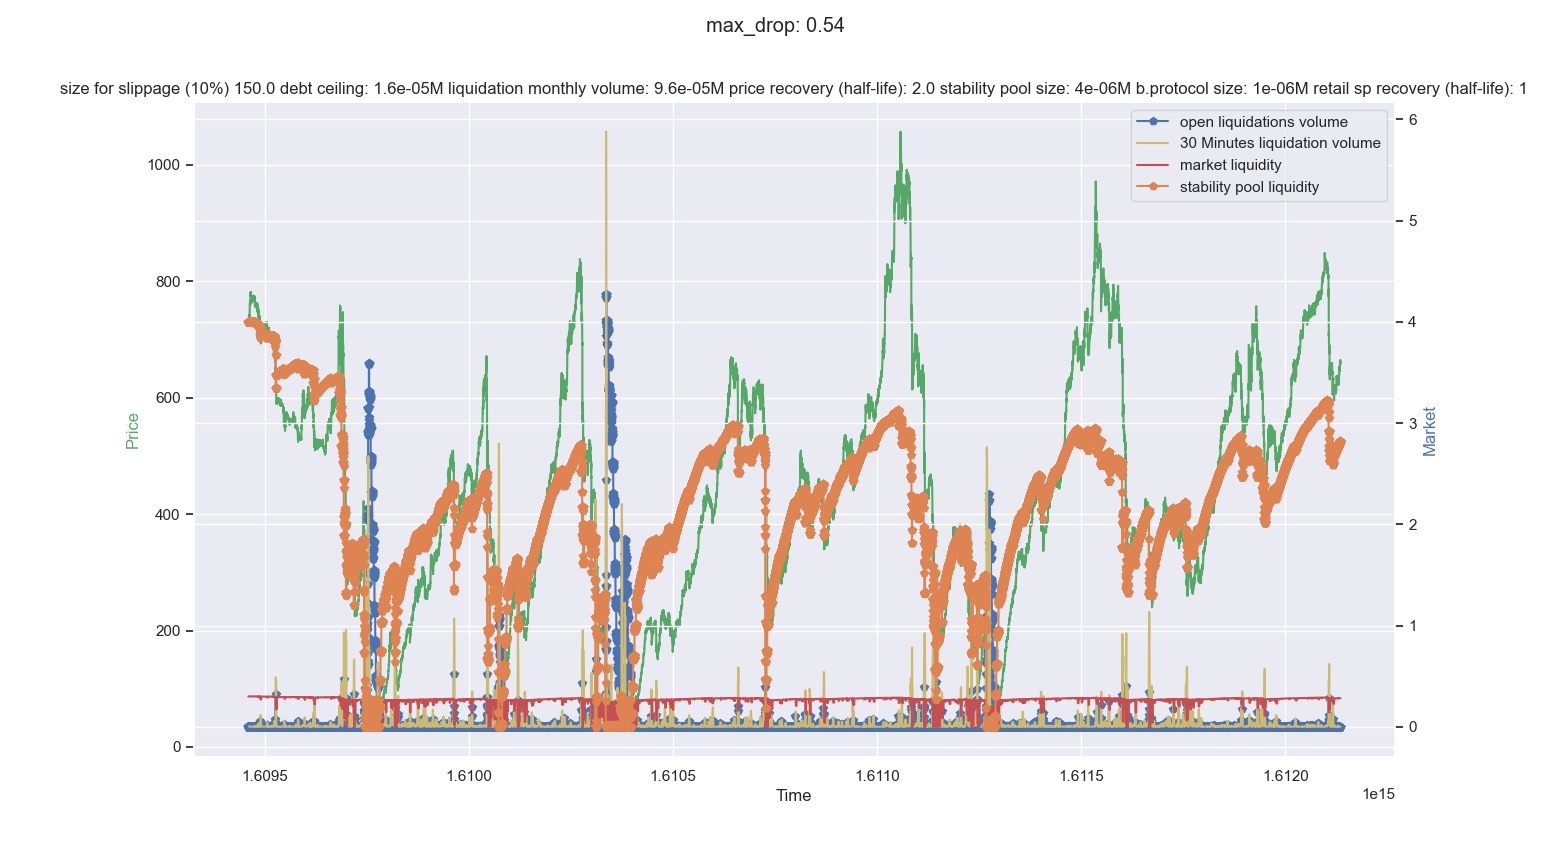 max_drop: 0.54
size for slippage (10%) 150.0 debt ceiling: 1.6e-05M liquidation monthly volume: 9.6e-05M price recovery (half-life): 2.0 stability pool size: 4e-06M b.protocol size: 1e-06M retail sp recovery (half-life): 1
open liquidations volume
30 Minutes liquidation volume
market liquidity
stability pool liquidity
1000
800
600
400
200
0
Price
6
5
4
3
2
1
0
Market
1.6095 1.6100 1.6105 1.6110 1.6115 1.6120
1e15
Time